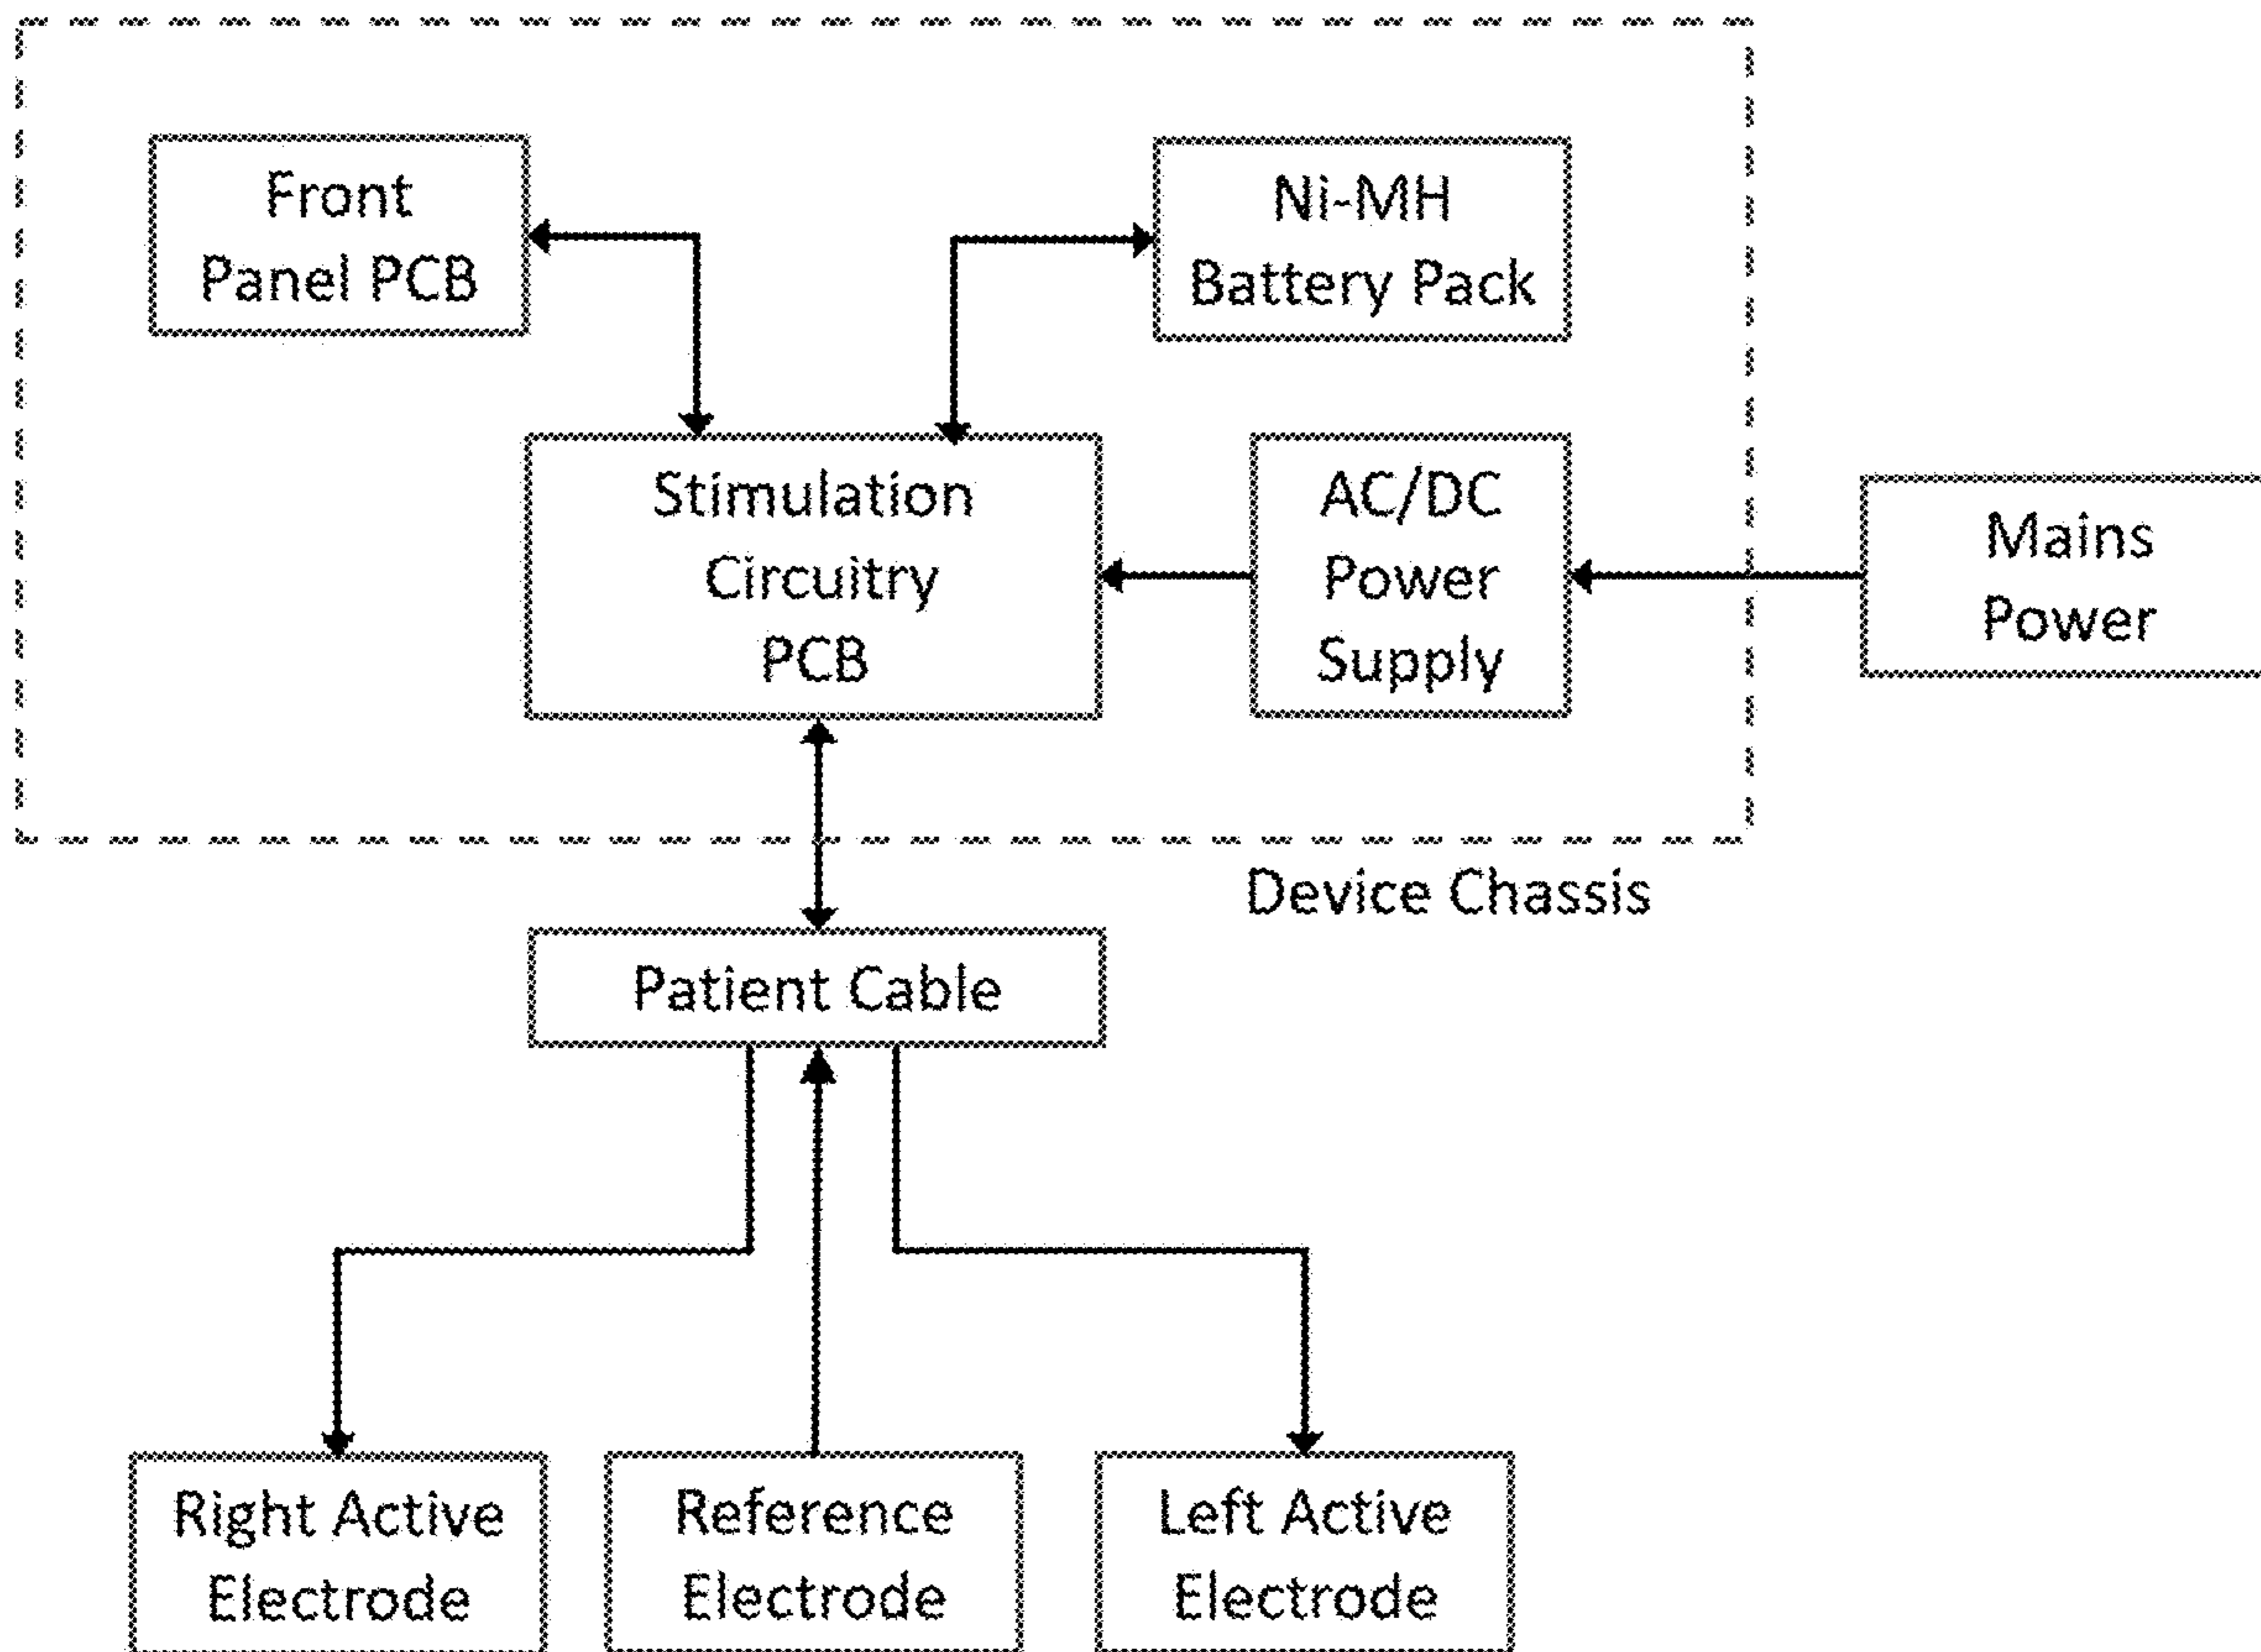 Front
Panel PCB
Ni-MH
Battery Pack
Stimulation
Circuitry
PCB
AC/DC
Power
Supply
Mains
Power
Device Chassis
Patient Cable
Right Active
Electrode
Reference
Electrode
Left Active
Electrode